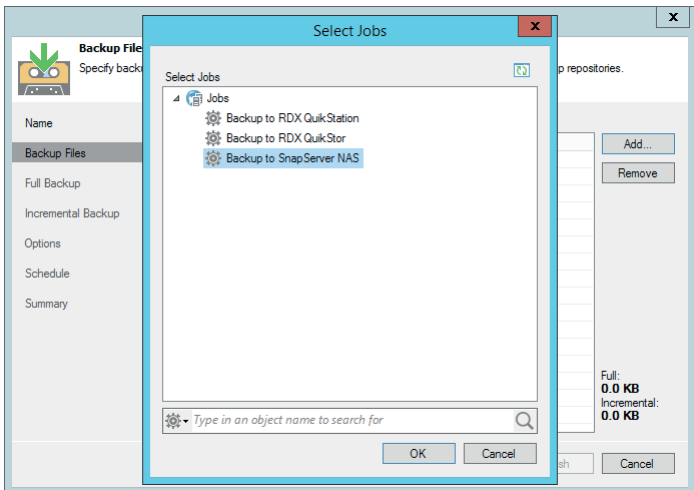 x
Select Jobs
x
Backup File
Specify back
p repositories.
Select Jobs
Jobs
Backup to RDX QuikStation
Backup to RDX QuikStor
Backup to SnapServer NAS
Name
Backup Files
Full Backup
Incremental Backup
Options
Schedule
Summary
Add...
Remove
Full:
0.0 KB
Incremental:
0.0 KB
Type in an object name to search for
OK
Cancel
sh
Cancel